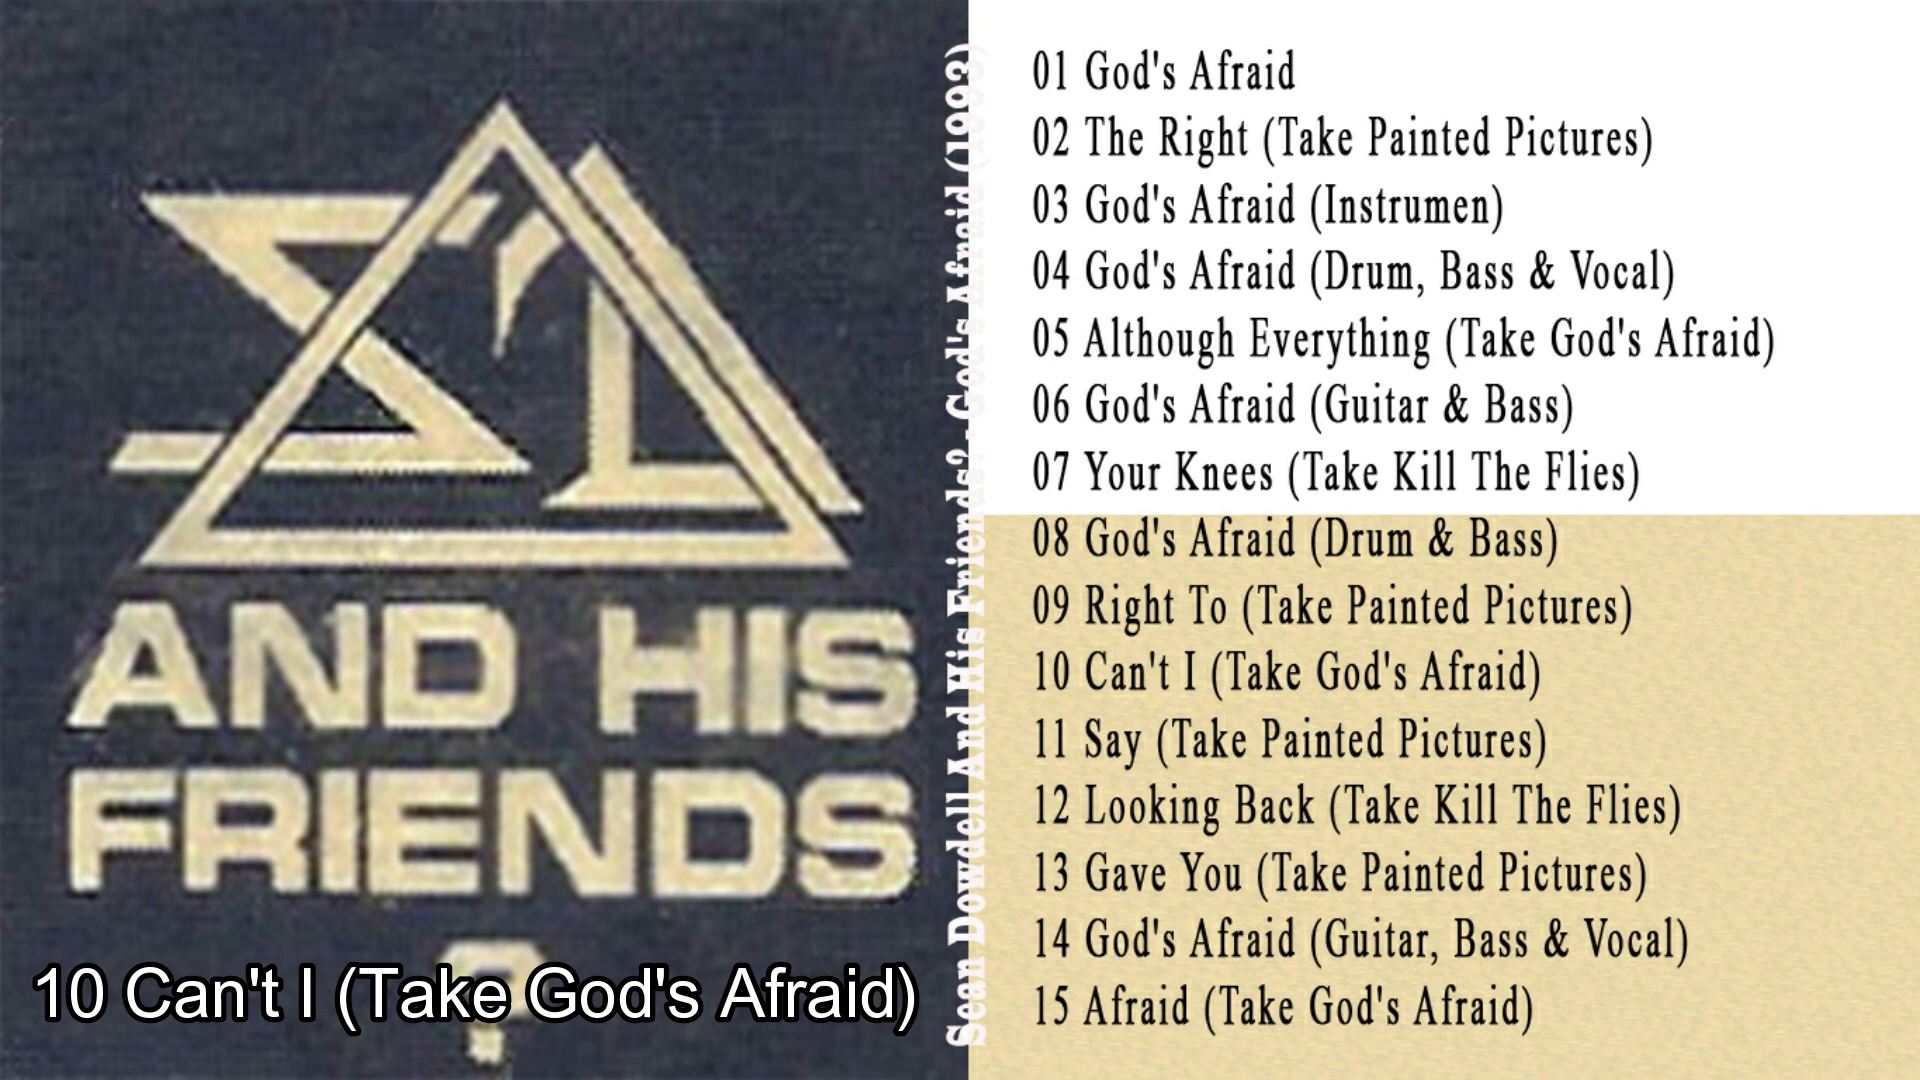 AND HIS
FRIENDS
?
10 Can't I (Take God's Afraid)
Sean Dowdell And His Friends? - God's Afraid (1993)
01 God's Afraid
02 The Right (Take Painted Pictures)
03 God's Afraid (Instrumen)
04 God's Afraid (Drum, Bass & Vocal)
05 Although Everything (Take God's Afraid)
06 God's Afraid (Guitar & Bass)
07 Your Knees (Take Kill The Flies)
08 God's Afraid (Drum & Bass)
09 Right To (Take Painted Pictures)
10 Can't I (Take God's Afraid)
11 Say (Take Painted Pictures)
12 Looking Back (Take Kill The Flies)
13 Gave You (Take Painted Pictures)
14 God's Afraid (Guitar, Bass & Vocal)
15 Afraid (Take God's Afraid)